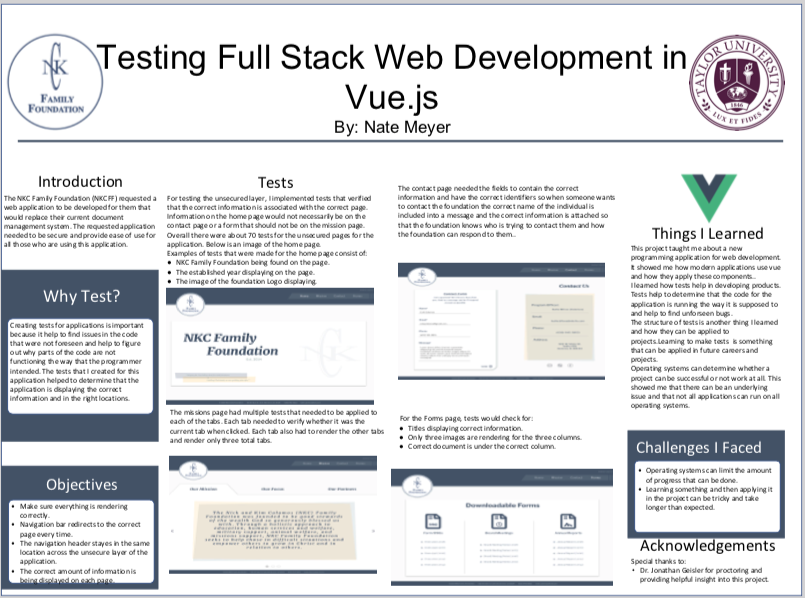 NK
FAMILY
FOUNDATION
Testing Full Stack Web Development in
Vue.js
By: Nate Meyer
TAYLOR UNIVERSITY
1846
LUX ET FIDES
Introduction
The NKC Family Foundation (NKCFF) requested a
web application to be developed for them that
would replace their current document
management system. The requested application
needed to be secure and provide ease of use for
all those who are using this application.
Why Test?
Creating tests for applications is important
because it help to find issues in the code
that were not foreseen and help to figure
out why parts of the code are not
functioning the way that the programmer
intended. The tests that I created for this
application helped to determine that the
application is displaying the correct
information and in the right locations.
Objectives
• Make sure everything is rendering
correctly.
• Navigation bar redirects to the correct
page every time.
• The navigation header stays in the same
location across the unsecure layer of the
application.
• The correct amount of information is
being displayed on each page.
Tests
For testing the unsecured layer, I implemented tests that verified
that the correct information is associated with the correct page.
Information on the home page would not necessarily be on the
contact page or a form that should not be on the mission page.
Overall there were about 70 tests for the unsecure pages for the
application. Below is an image of the home page.
Examples of tests that were made for the home page consist of:
● NKC Family Foundation being found on the page.
● The established year displaying on the page.
● The image of the foundation Logo displaying.
NKC Family
Foundation
The missions page had multiple tests that needed to be applied to
each of the tabs. Each tab needed to verify whether it was the
current tab when clicked. Each tab also had to render the other tabs
and render only three total tabs.
Our Mission
Our Focus
Our Partners
The Nick and Kim Columns (NKC) Family
The contact page needed the fields to contain the correct
information and have the correct identifiers so when someone wants
to contact the foundation the correct name of the individual is
included into a message and the correct information is attached so
that the foundation knows who is trying to contact them and how
the foundation can respond to them..
Contact Us
For the Forms page, tests would check for:
● Titles displaying correct information.
● Only three images are rendering for the three columns.
● Correct document is under the correct column.
Downloadable Forms
Things I Learned
This project taught me about a new
programming application for web development.
It showed me how modern applications use vue
and how they apply these components..
I learned how tests help in developing products.
Tests help to determine that the code for the
application is running the way it is supposed to
and help to find unforseen bugs.
The structure of tests is another thing I learned
and how they can be applied to
projects.Learning to make tests is something
that can be applied in future careers and
projects.
Operating systems can determine whether a
project can be successful or not work at all. This
showed me that there can be an underlying
issue and that not all applications can run on all
operating systems.
Challenges I Faced
• Operating systems can limit the amount
of progress that can be done.
• Learning something and then applying it
in the project can be tricky and take
longer than expected.
Acknowledgements
Special thanks to:
• Dr. Jonathan Geisler for proctoring and
providing helpful insight into this project.